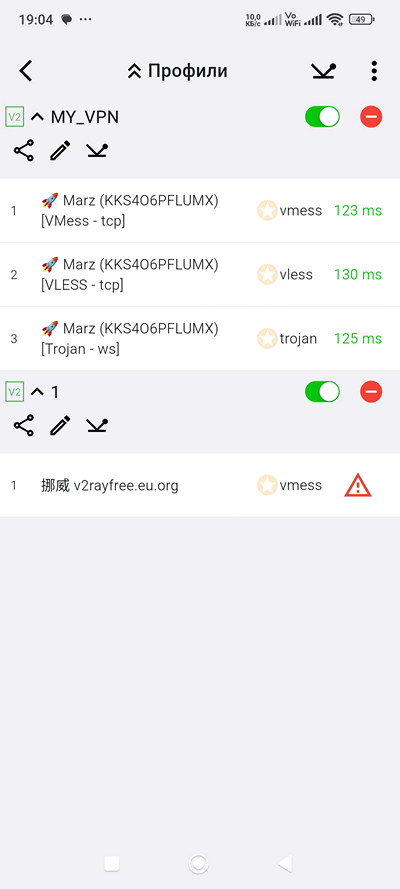 19:04
10,0
КБ/с
Vo
WiFi
49
Профили
V2 MY_VPN
1 🚀 Marz (KKS4O6PFLUMX) vmess 123 ms
[VMess - tcp]
2 🚀 Marz (KKS4O6PFLUMX) vless 130 ms
[VLESS - tcp]
3 🚀 Marz (KKS4O6PFLUMX) trojan 125 ms
[Trojan - ws]
V2 1
1 挪威 v2rayfree.eu.org vmess